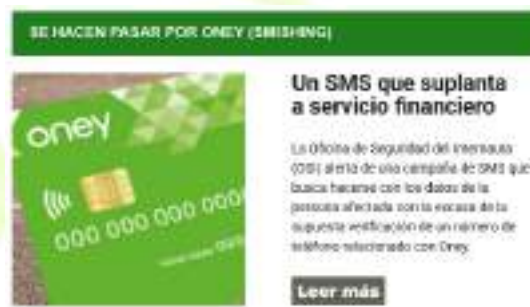 SE HACEN PASAR POR ONEY (SMISHING)
oney
000 000 000 000
Un SMS que suplanta
a servicio financiero
La Oficina de Seguridad del Internauta
(OSI) alerta de una campaña de SMS que
busca hacerse con los datos de la
persona afectada con la excusa de la
supuesta verificación de un número de
teléfono relacionado con Oney.
Leer más